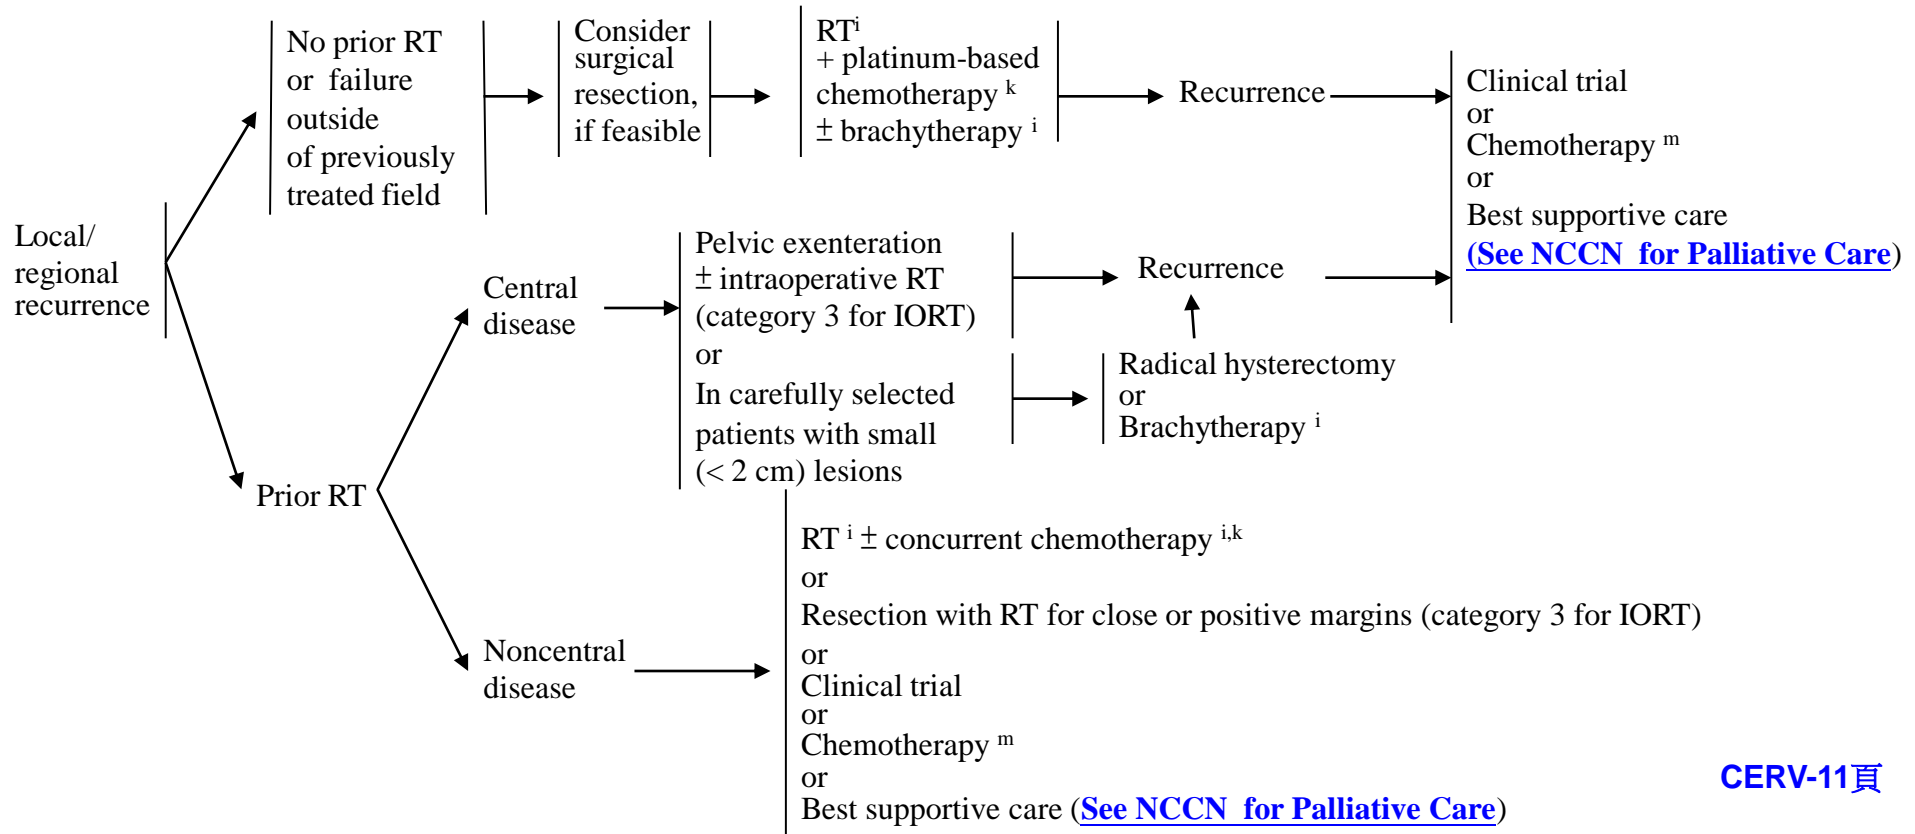 Local/
regional
recurrence
No prior RT
or failure
outside
of previously
treated field
Consider
surgical
resection,
if feasible
RT i
+ platinum-based
chemotherapy k
± brachytherapy i
Recurrence
Clinical trial
or
Chemotherapy m
or
Best supportive care
(See NCCN for Palliative Care)
Prior RT
Central
disease
Pelvic exenteration
± intraoperative RT
(category 3 for IORT)
or
In carefully selected
patients with small
(< 2 cm) lesions
Recurrence
Radical hysterectomy
or
Brachytherapy i
Noncentral
disease
RT i ± concurrent chemotherapy i,k
or
Resection with RT for close or positive margins (category 3 for IORT)
or
Clinical trial
or
Chemotherapy m
or
Best supportive care (See NCCN for Palliative Care)
CERV-11頁